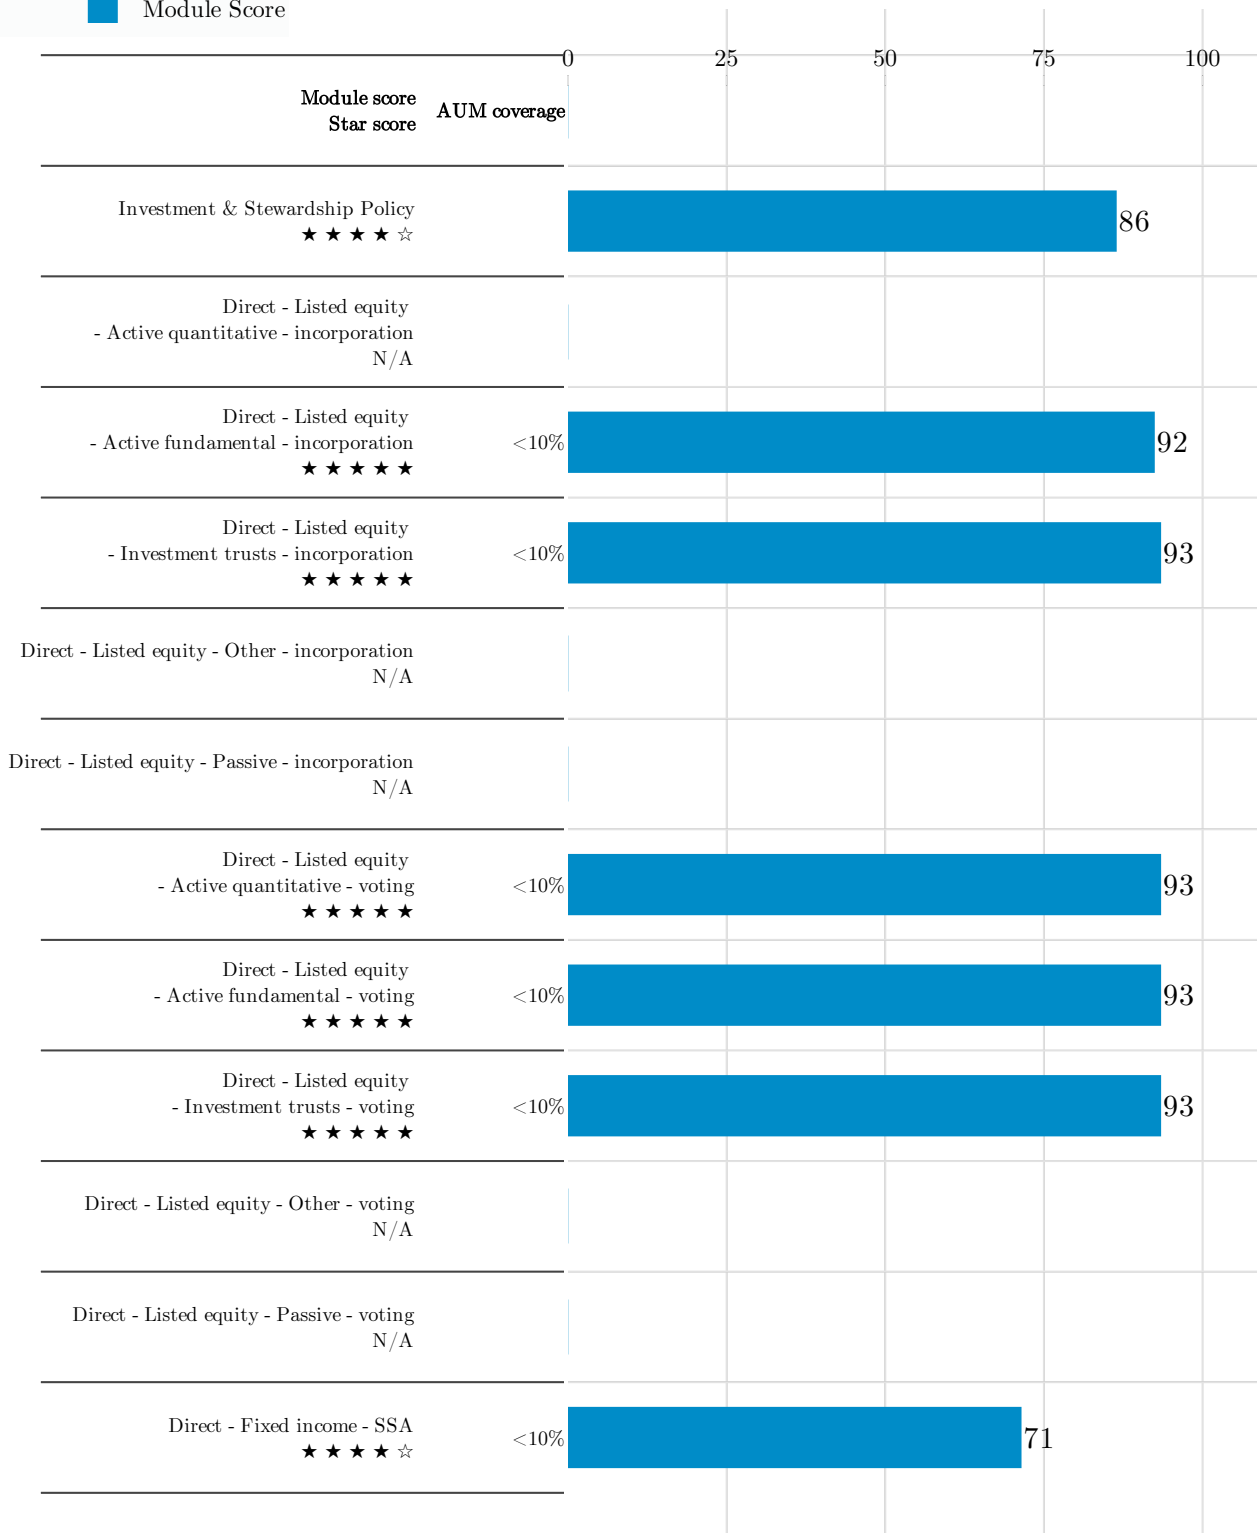 Module Score
0 25 50 75 100
Module score
Star score
AUM coverage
Investment & Stewardship Policy
★ ★ ★ ★ ☆
86
Direct - Listed equity
- Active quantitative - incorporation
N/A
Direct - Listed equity
- Active fundamental - incorporation
★ ★ ★ ★ ★
<10%
92
Direct - Listed equity
- Investment trusts - incorporation
★ ★ ★ ★ ★
<10%
93
Direct - Listed equity - Other - incorporation
N/A
Direct - Listed equity - Passive - incorporation
N/A
Direct - Listed equity
- Active quantitative - voting
★ ★ ★ ★ ★
<10%
93
Direct - Listed equity
- Active fundamental - voting
★ ★ ★ ★ ★
<10%
93
Direct - Listed equity
- Investment trusts - voting
★ ★ ★ ★ ★
<10%
93
Direct - Listed equity - Other - voting
N/A
Direct - Listed equity - Passive - voting
N/A
Direct - Fixed income - SSA
★ ★ ★ ★ ☆
<10%
71